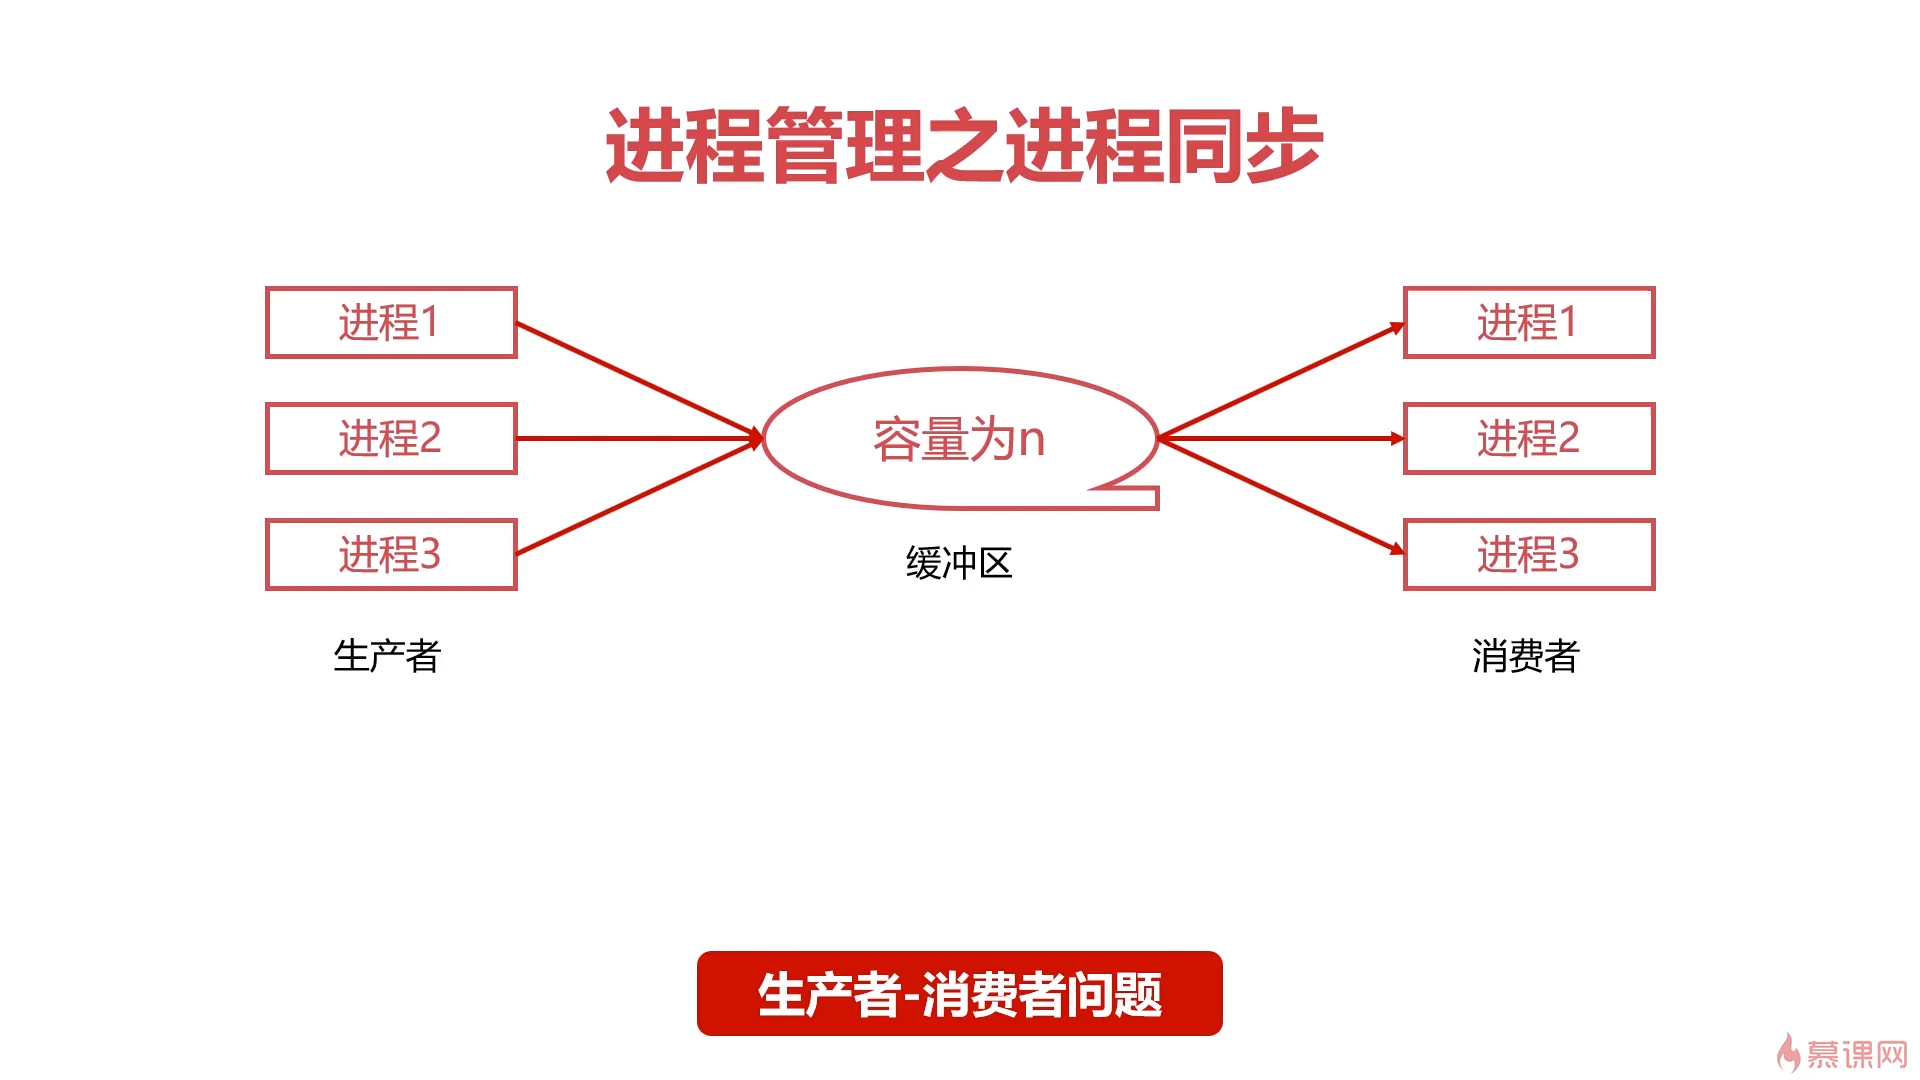 进程管理之进程同步
进程1
进程2
进程3
生产者
容量为n
缓冲区
进程1
进程2
进程3
消费者
生产者-消费者问题
慕课网